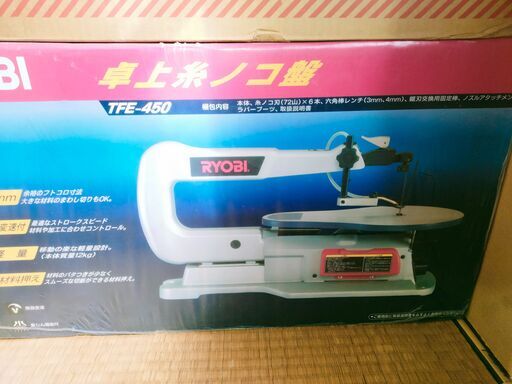 BI
卓上糸ノコ盤
TFE-450
梱包内容
本体、糸ノコ刃(72山)×6本、六角棒レンチ(3mm、4mm)、鋸刃交換用固定棒、ノズルアタッチメン
ラバーブーツ、取扱説明書
RYOBI
mm
余裕のフトコロ寸法
大きな材料のまわし切りもOK。
変速付
最適なストロークスピード
材料や加工に合わせコントロール。
軽量
移動の楽な軽量設計。
(本体質量12kg)
材料押え
材料のバタつきが少なく
スムーズな切断ができる材料押え。